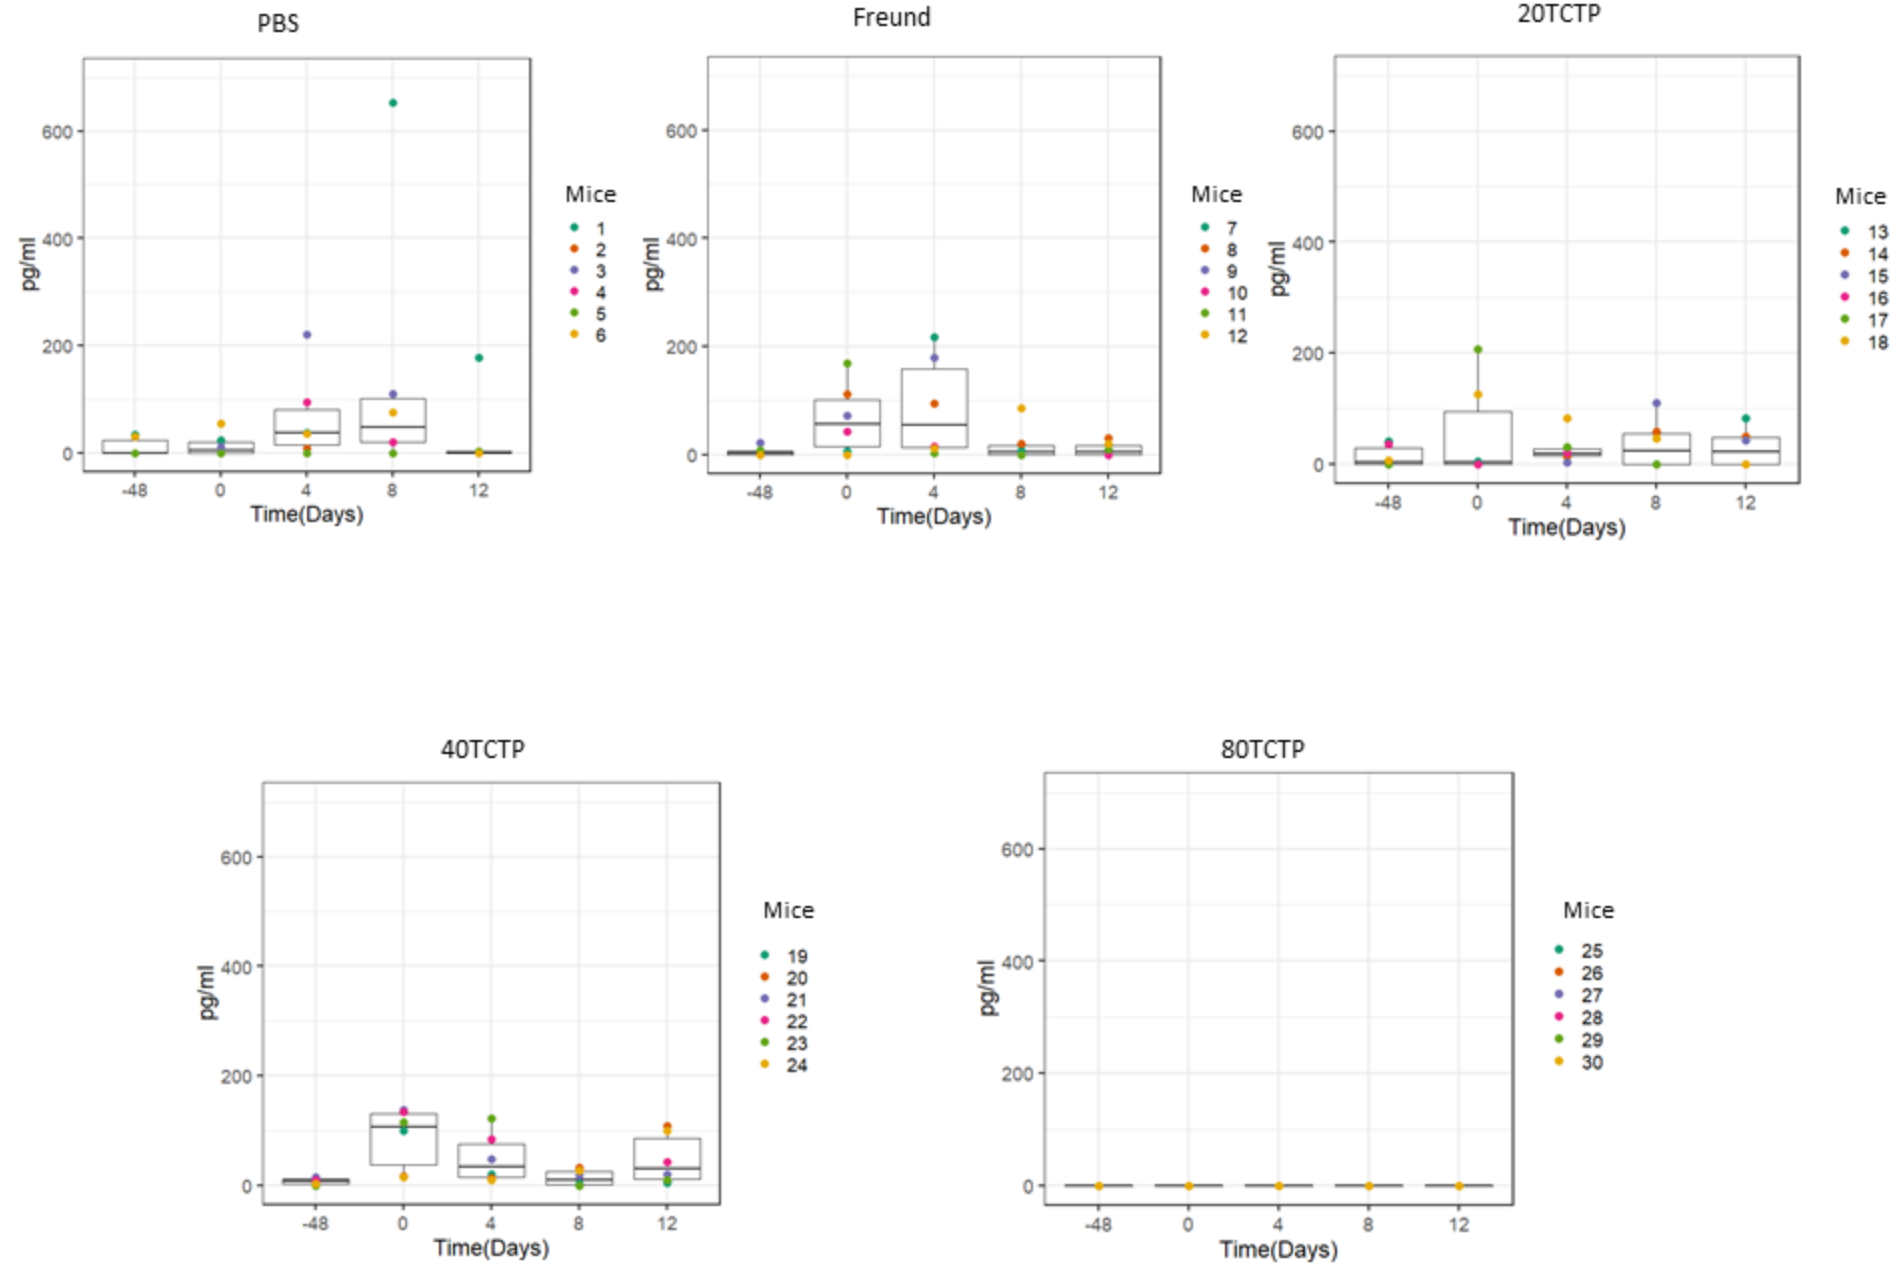 PBS
600
400
200
0
pg/ml
-48 0 4 8 12
Time(Days)
Mice
1
2
3
4
5
6
Freund
600
400
200
0
pg/ml
-48 0 4 8 12
Time(Days)
Mice
7
8
9
10
11
12
20TCTP
600
400
200
0
pg/ml
-48 0 4 8 12
Time(Days)
Mice
13
14
15
16
17
18
40TCTP
600
400
200
0
pg/ml
-48 0 4 8 12
Time(Days)
Mice
19
20
21
22
23
24
80TCTP
600
400
200
0
pg/ml
-48 0 4 8 12
Time(Days)
Mice
25
26
27
28
29
30